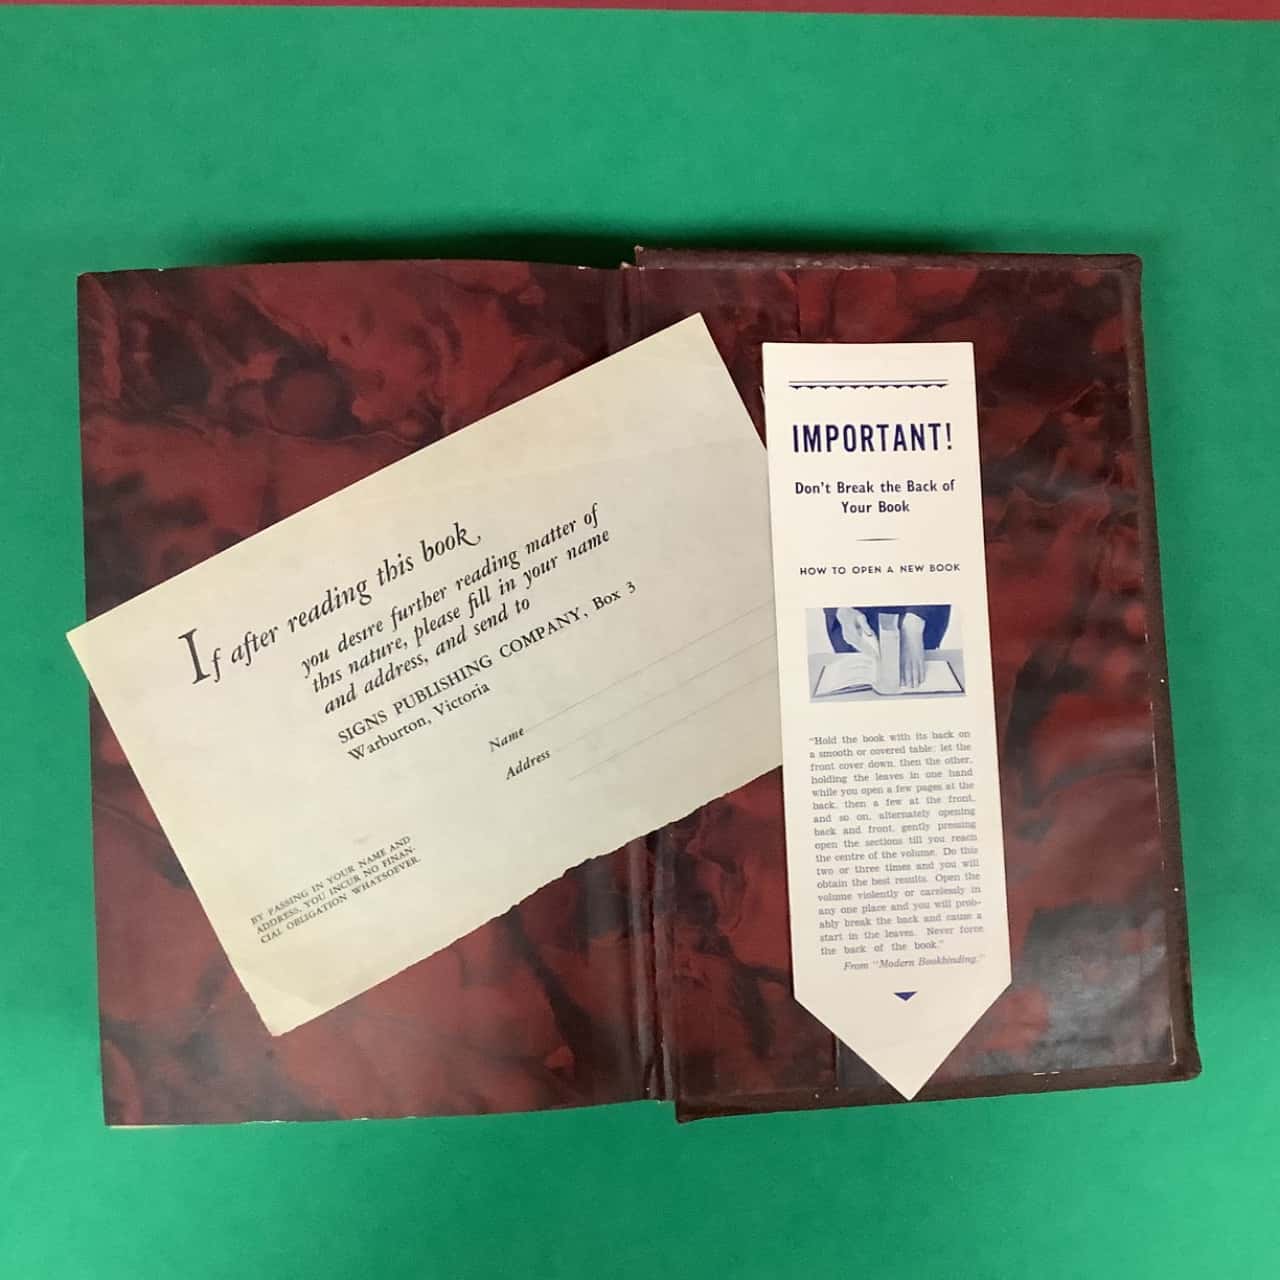 If after reading this book
you desire further reading matter of
this nature, please fill in your name
and address, and send to
SIGNS PUBLISHING COMPANY, Box 3
Warburton, Victoria
Name
Address
BY PASSING IN YOUR NAME AND
ADDRESS, YOU INCUR NO FINAN-
CIAL OBLIGATION WHATSOEVER.
IMPORTANT!
Don't Break the Back of
Your Book
HOW TO OPEN A NEW BOOK
"Hold the book with its back on
a smooth or covered table; let the
front cover down, then the other,
holding the leaves in one hand
while you open a few pages at the
back, then a few at the front,
and so on, alternately opening
back and front, gently pressing
open the sections till you reach
the centre of the volume. Do this
two or three times and you will
obtain the best results. Open the
volume violently or carelessly in
any one place and you will prob-
ably break the back and cause a
start in the leaves. Never force
the back of the book."
From "Modern Bookbinding."